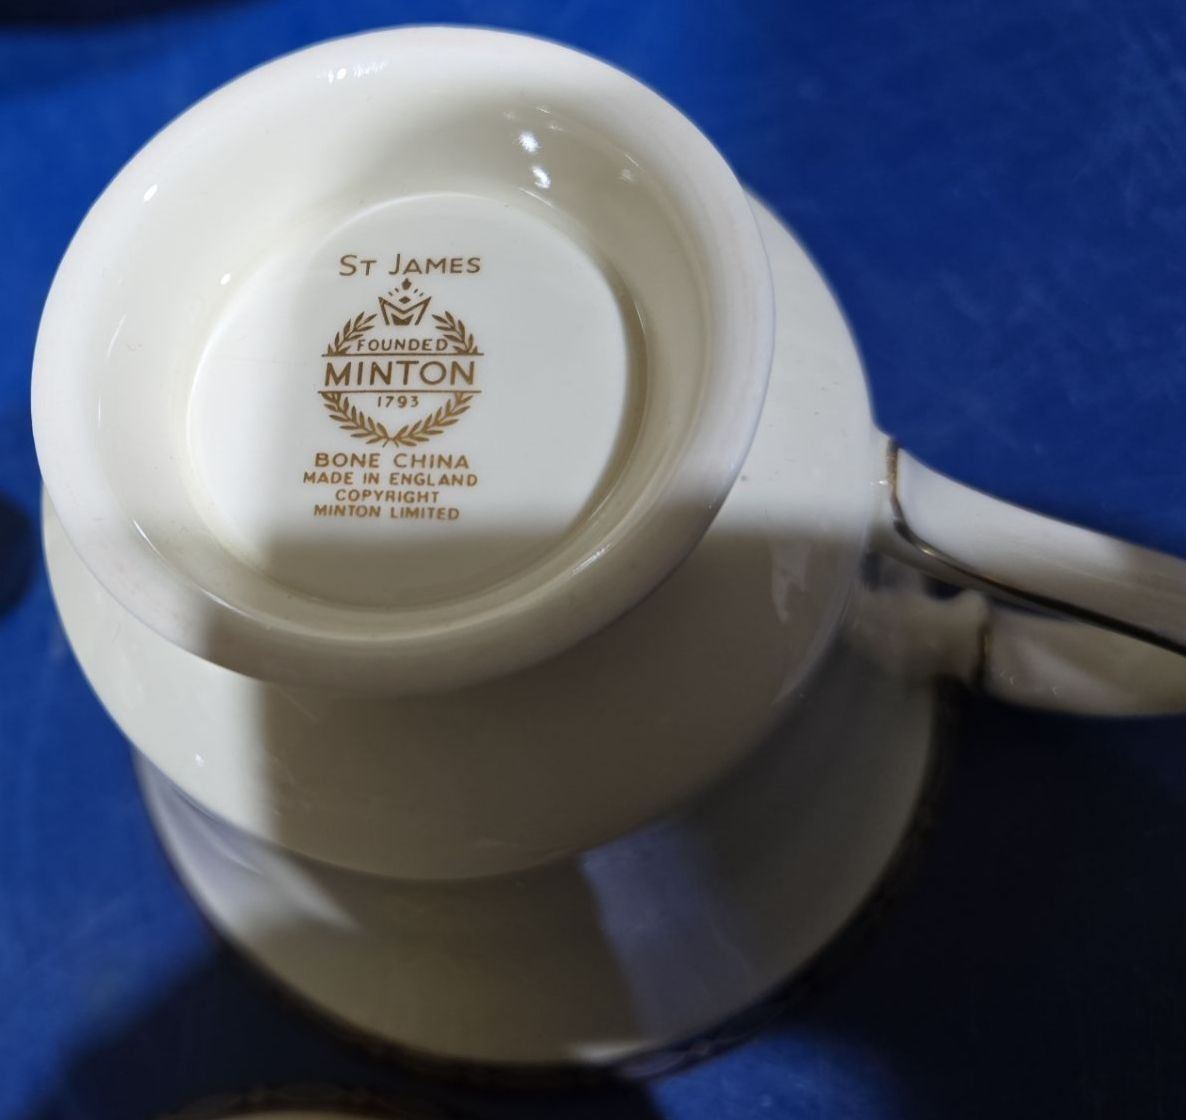 ST JAMES
FOUNDED
MINTON
1793
BONE CHINA
MADE IN ENGLAND
COPYRIGHT
MINTON LIMITED